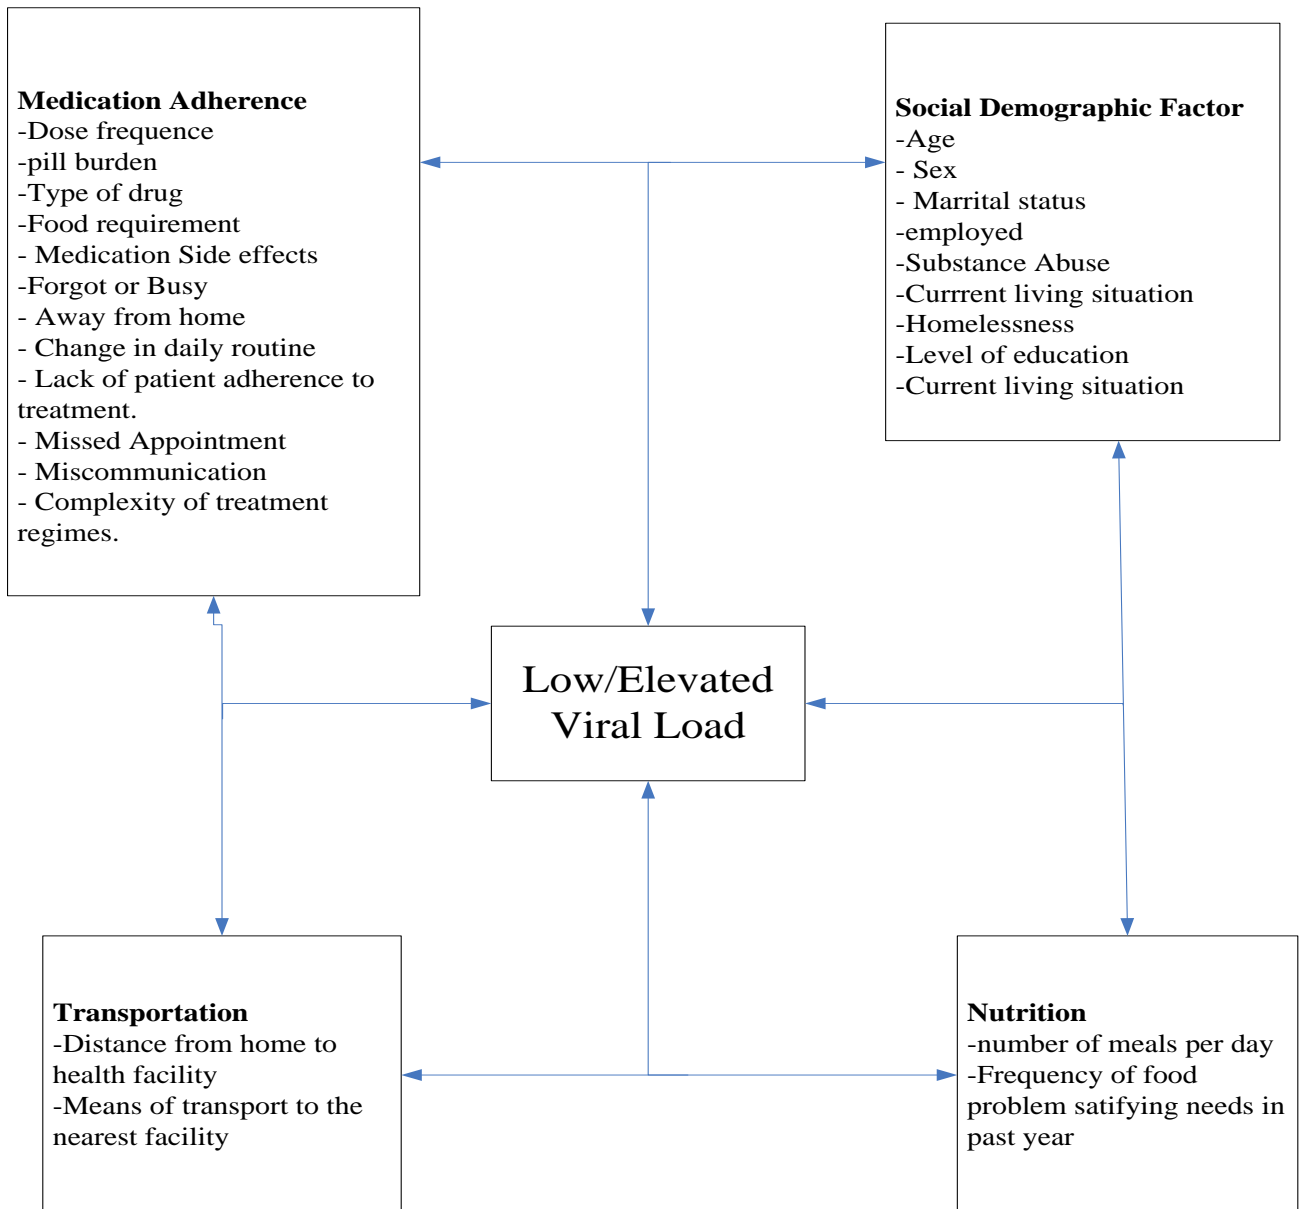 Medication Adherence
-Dose frequence
-pill burden
-Type of drug
-Food requirement
- Medication Side effects
-Forgot or Busy
- Away from home
- Change in daily routine
- Lack of patient adherence to
treatment.
- Missed Appointment
- Miscommunication
- Complexity of treatment
regimes.
Social Demographic Factor
-Age
- Sex
- Marrital status
-employed
-Substance Abuse
-Currrent living situation
-Homelessness
-Level of education
-Current living situation
Low/Elevated
Viral Load
Transportation
-Distance from home to
health facility
-Means of transport to the
nearest facility
Nutrition
-number of meals per day
-Frequency of food
problem satifying needs in
past year